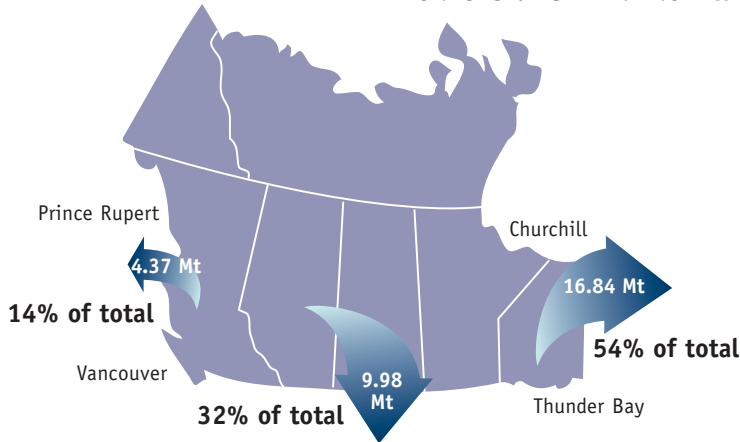 Prince Rupert
Churchill
4.37 Mt
16.84 Mt
14% of total
54% of total
Vancouver
9.98
Mt
32% of total
Thunder Bay